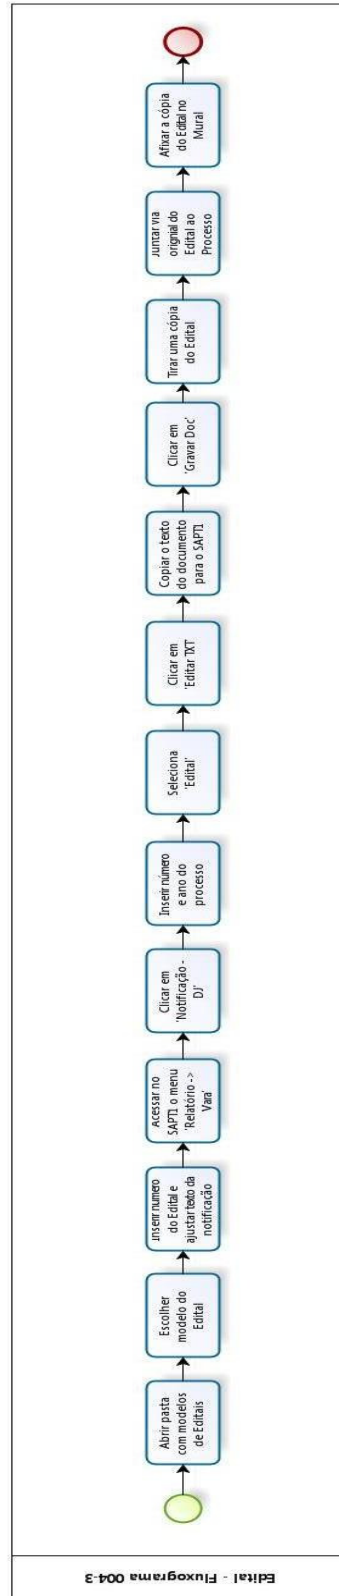 Edital - Fluxograma 004-3
Abrir pasta
com modelos
de Editais
Escolher
modelo do
Edital
Inserir número
do Edital e
ajustar texto da
notificação
Acessar no
SAPT1 o menu
'Relatório ->
Vara'
Clicar em
'Notificação -
DJ'
Inserir número
e ano do
processo
Seleciona
'Edital'
Clicar em
'Editar TXT'
Copiar o texto
do documento
para o SAPT1
Clicar em
'Gravar Doc'
Tirar uma cópia
do Edital
Juntar via
orignial do
Edital ao
Processo
Afixar a cópia
do Edital no
Mural